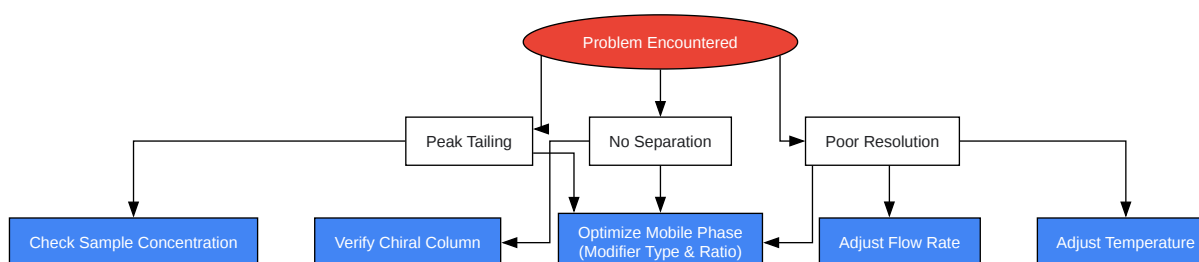 Problem Encountered
Peak Tailing
No Separation
Poor Resolution
Check Sample Concentration
Verify Chiral Column
Optimize Mobile Phase
(Modifier Type & Ratio)
Adjust Flow Rate
Adjust Temperature